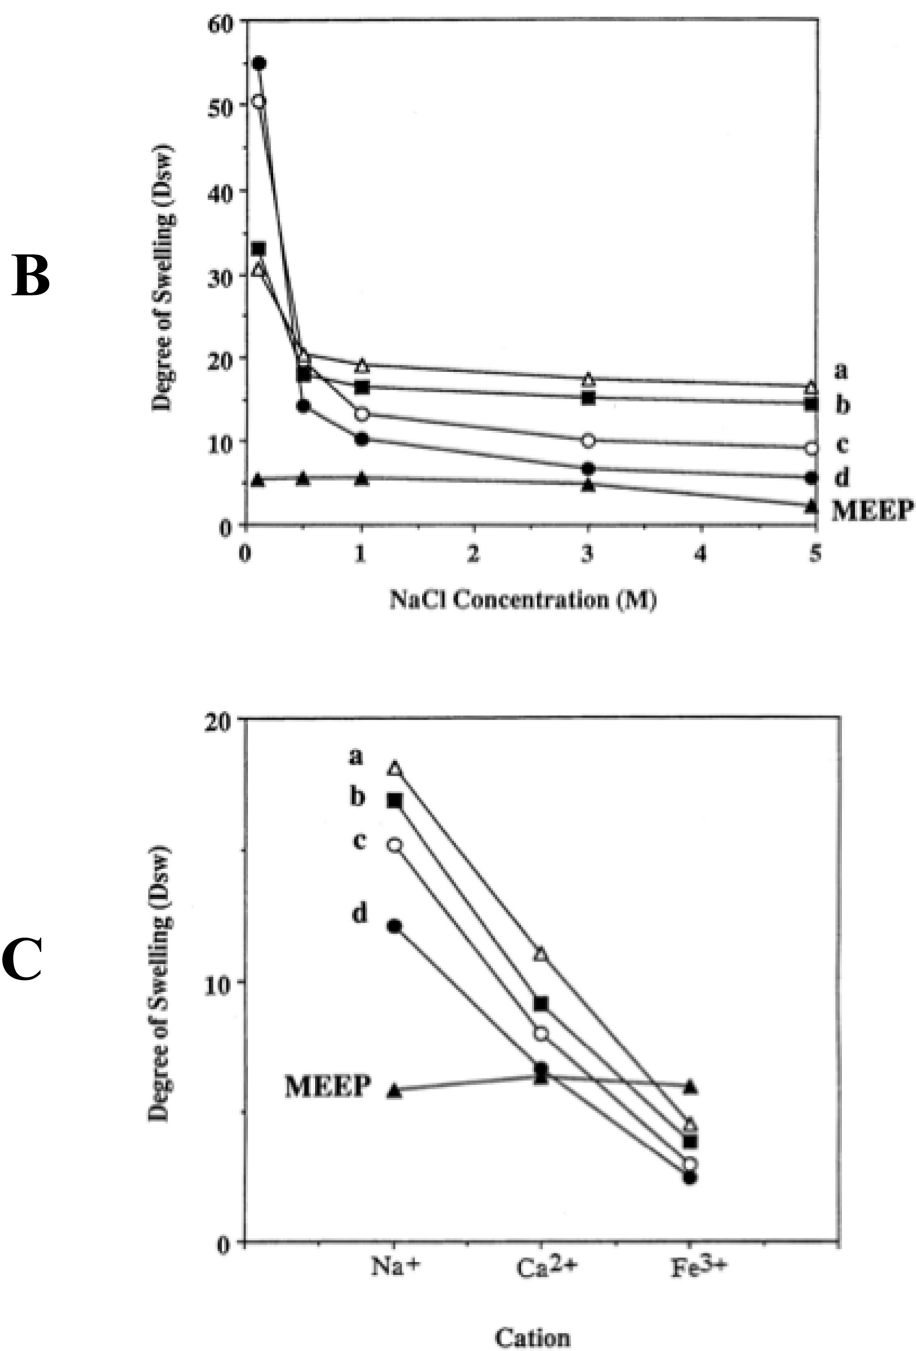 B
60
50
40
30
20
10
0
Degree of Swelling (Dsw)
a
b
c
d
MEEP
0 1 2 3 4 5
NaCl Concentration (M)
C
20
10
0
Degree of Swelling (Dsw)
a
b
c
d
MEEP
Na+ Ca2+ Fe3+
Cation